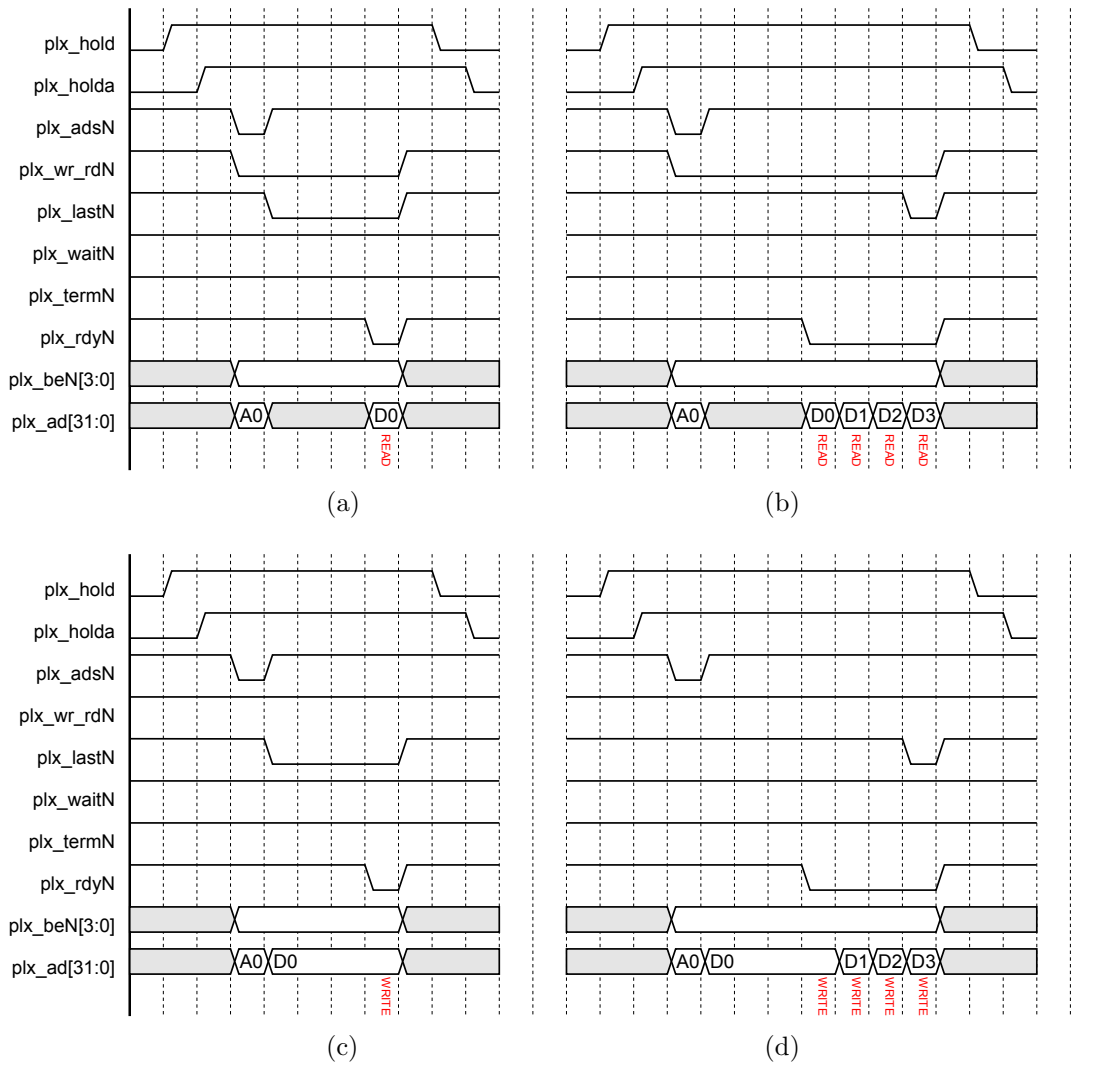 plx_hold
plx_holda
plx_adsN
plx_wr_rdN
plx_lastN
plx_waitN
plx_termN
plx_rdyN
plx_beN[3:0]
plx_ad[31:0] A0 D0 A0 D0 D1 D2 D3
READ READ READ READ READ
(a) (b)
plx_hold
plx_holda
plx_adsN
plx_wr_rdN
plx_lastN
plx_waitN
plx_termN
plx_rdyN
plx_beN[3:0]
plx_ad[31:0] A0 D0 A0 D0 D1 D2 D3
WRITE WRITE WRITE WRITE WRITE
(c) (d)